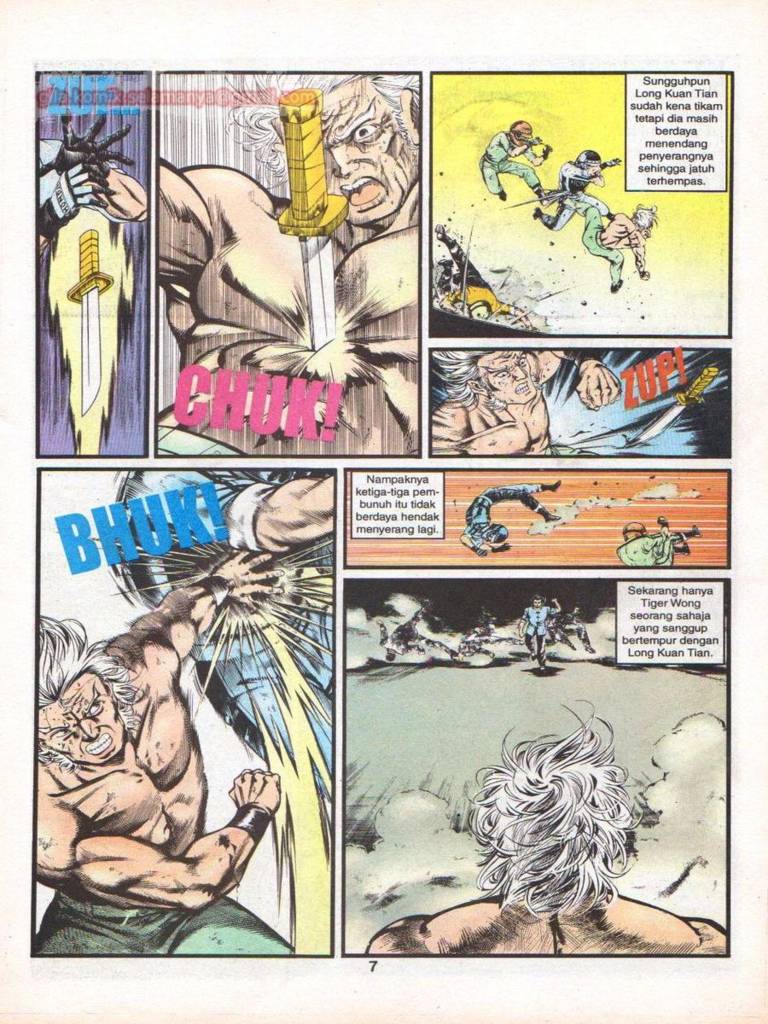 ZUT...
CHUK!
Sungguhpun
Long Kuan Tian
sudah kena tikam
tetapi dia masih
berdaya
menendang
penyerangnya
sehingga jatuh
terhempas.
ZUP!
BHUK!
Nampaknya
ketiga-tiga pem-
bunuh itu tidak
berdaya hendak
menyerang lagi.
Sekarang hanya
Tiger Wong
seorang sahaja
yang sanggup
bertempur dengan
Long Kuan Tian.
7